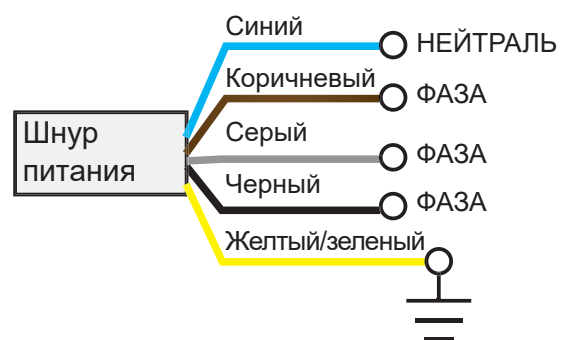 Синий
НЕЙТРАЛЬ
Коричневый
ФАЗА
Шнур
питания
Серый
ФАЗА
Черный
ФАЗА
Желтый/зеленый